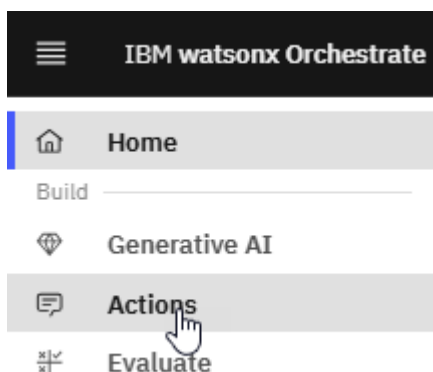 IBM watsonx Orchestrate
Home
Build
Generative AI
Actions
Evaluate